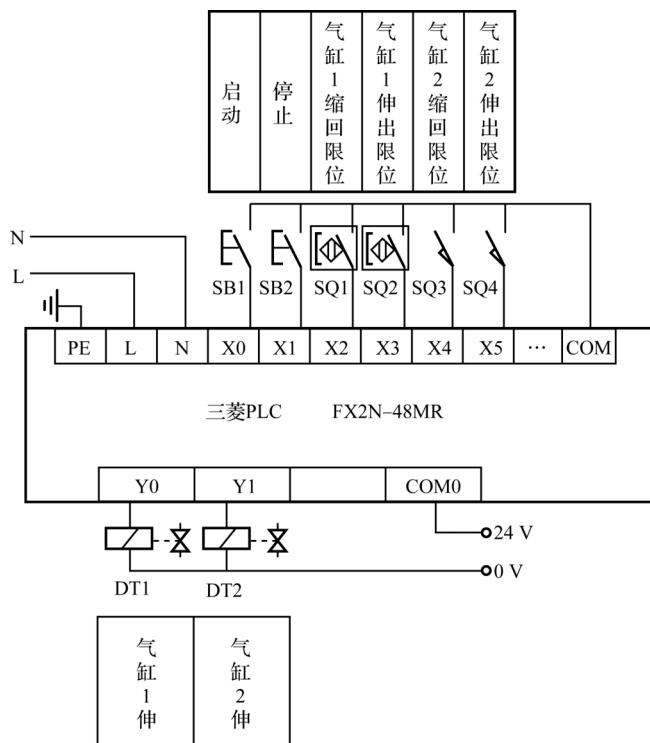 启动
停止
气缸1缩回限位
气缸1伸出限位
气缸2缩回限位
气缸2伸出限位
N
L
SB1 SB2 SQ1 SQ2 SQ3 SQ4
PE L N X0 X1 X2 X3 X4 X5 ··· COM
三菱PLC FX2N–48MR
Y0 Y1 COM0
24 V
0 V
DT1 DT2
气缸1伸
气缸2伸